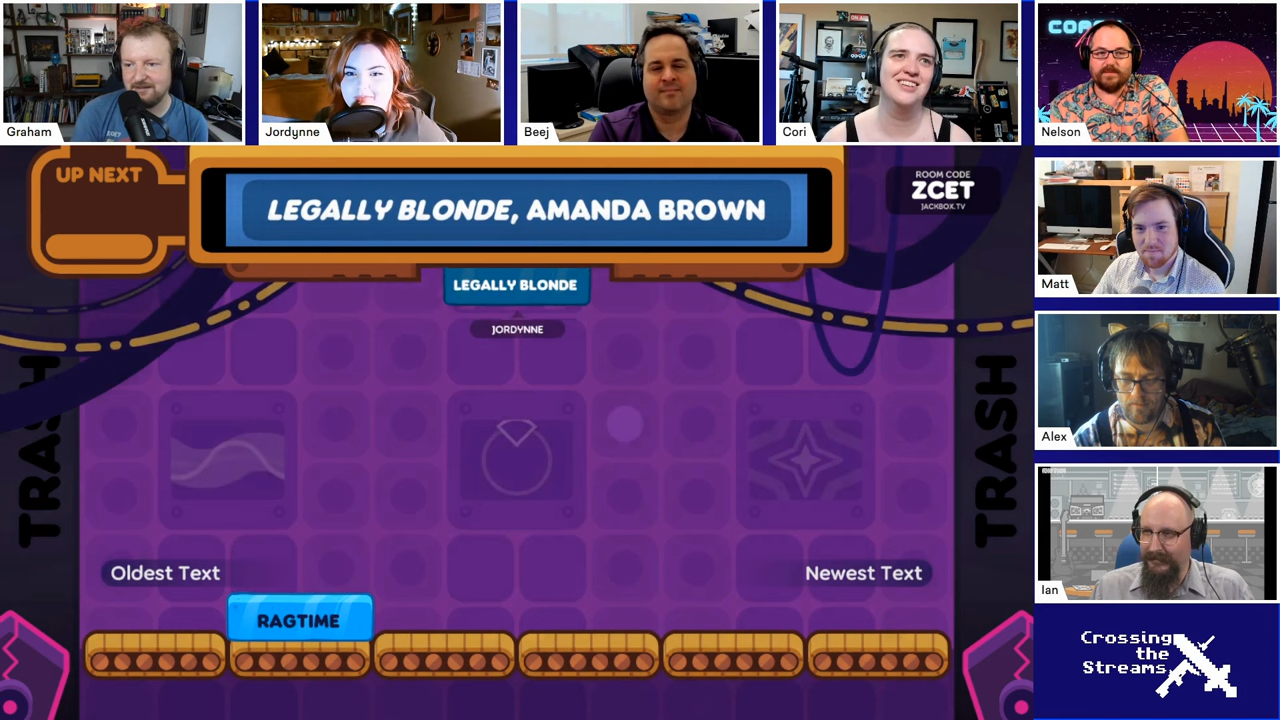 Graham
Jordynne
Beej
Cori
Nelson
UP NEXT
LEGALLY BLONDE, AMANDA BROWN
ROOM CODE
ZCET
JACKBOX.TV
LEGALLY BLONDE
JORDYNNE
Matt
TRASH
TRASH
Alex
Oldest Text
Newest Text
RAGTIME
Ian
Crossing
the
Streams